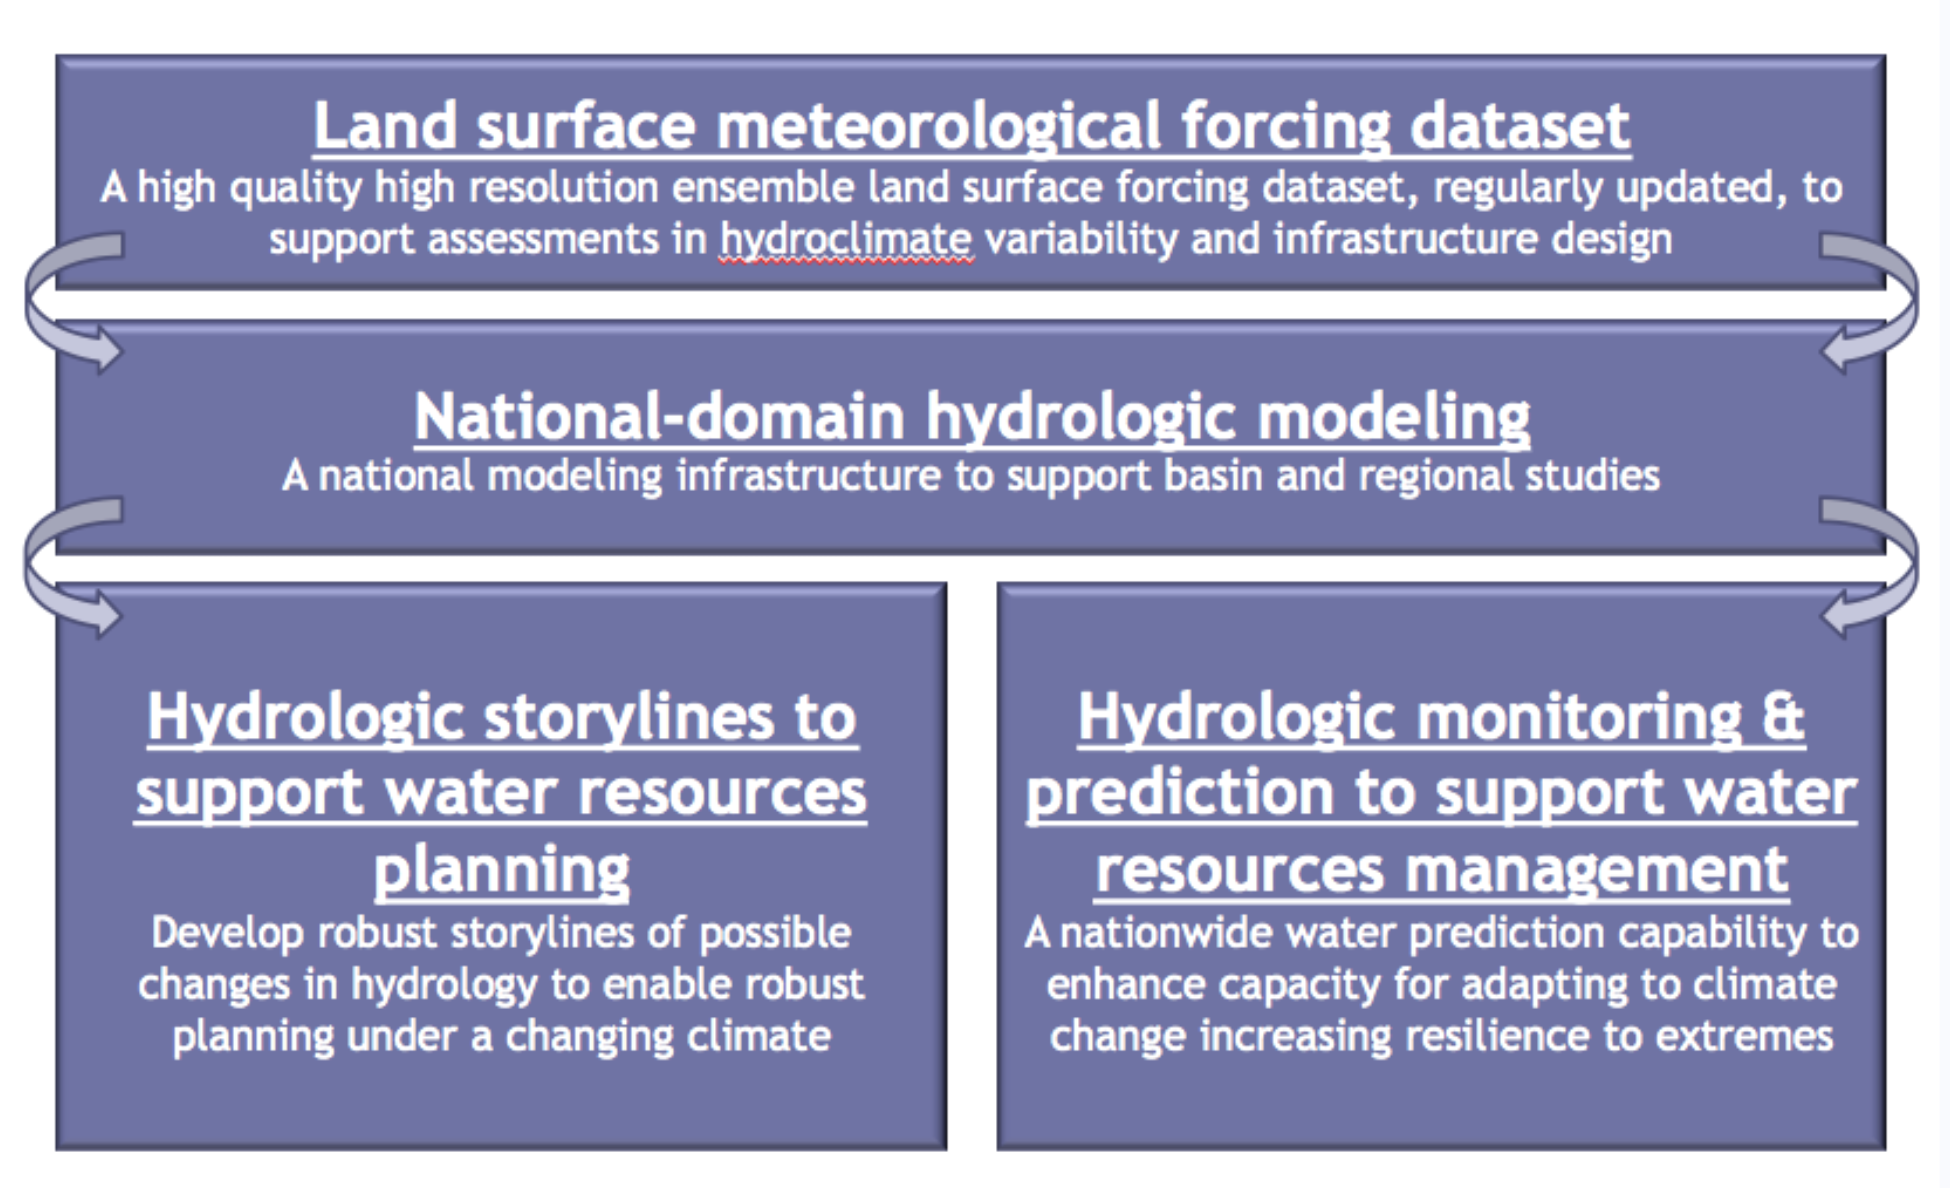 Land surface meteorological forcing dataset
A high quality high resolution ensemble land surface forcing dataset, regularly updated, to
support assessments in hydroclimate variability and infrastructure design
National-domain hydrologic modeling
A national modeling infrastructure to support basin and regional studies
Hydrologic storylines to
support water resources
planning
Develop robust storylines of possible
changes in hydrology to enable robust
planning under a changing climate
Hydrologic monitoring &
prediction to support water
resources management
A nationwide water prediction capability to
enhance capacity for adapting to climate
change increasing resilience to extremes